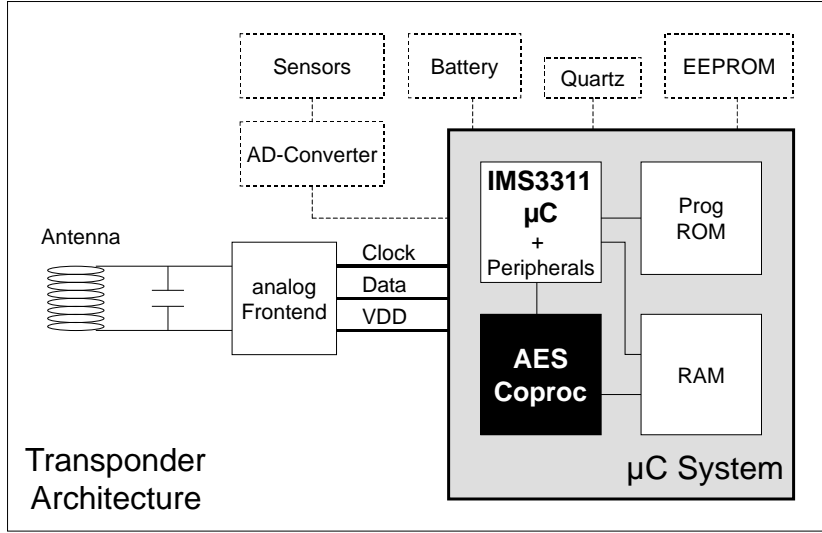 Sensors
Battery
Quartz
EEPROM
AD-Converter
IMS3311
µC
+
Peripherals
Prog
ROM
Antenna
analog
Frontend
Clock
Data
VDD
AES
Coproc
RAM
µC System
Transponder
Architecture